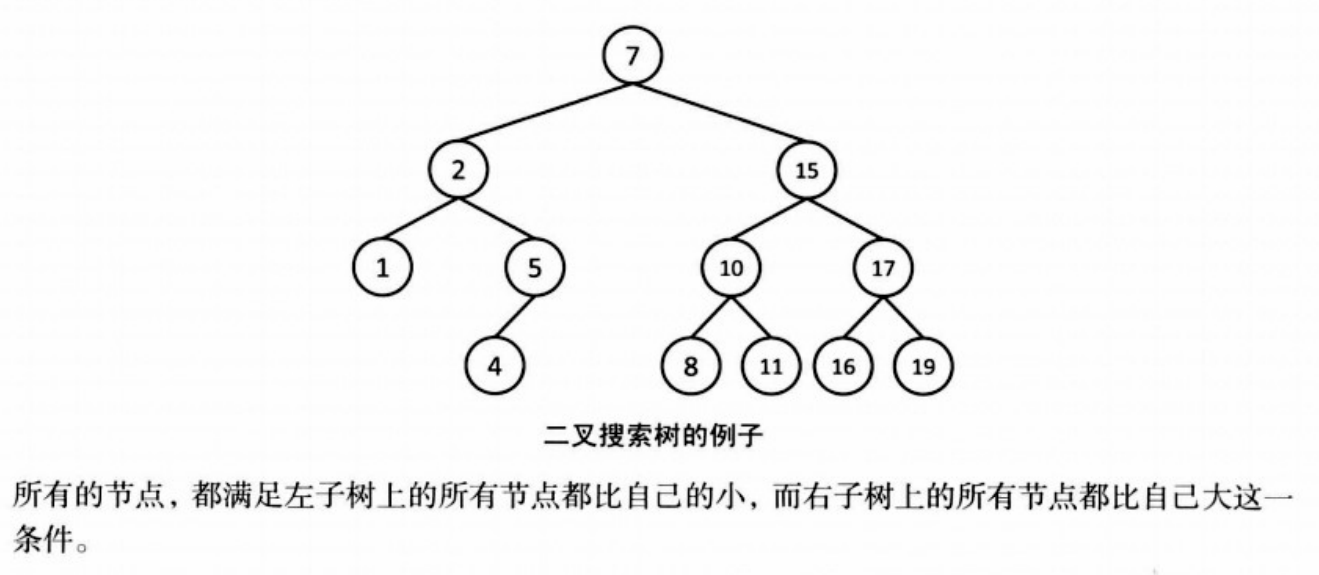 7
2 15
1 5 10 17
4 8 11 16 19
二叉搜索树的例子
所有的节点，都满足左子树上的所有节点都比自己的小，而右子树上的所有节点都比自己大这一
条件。